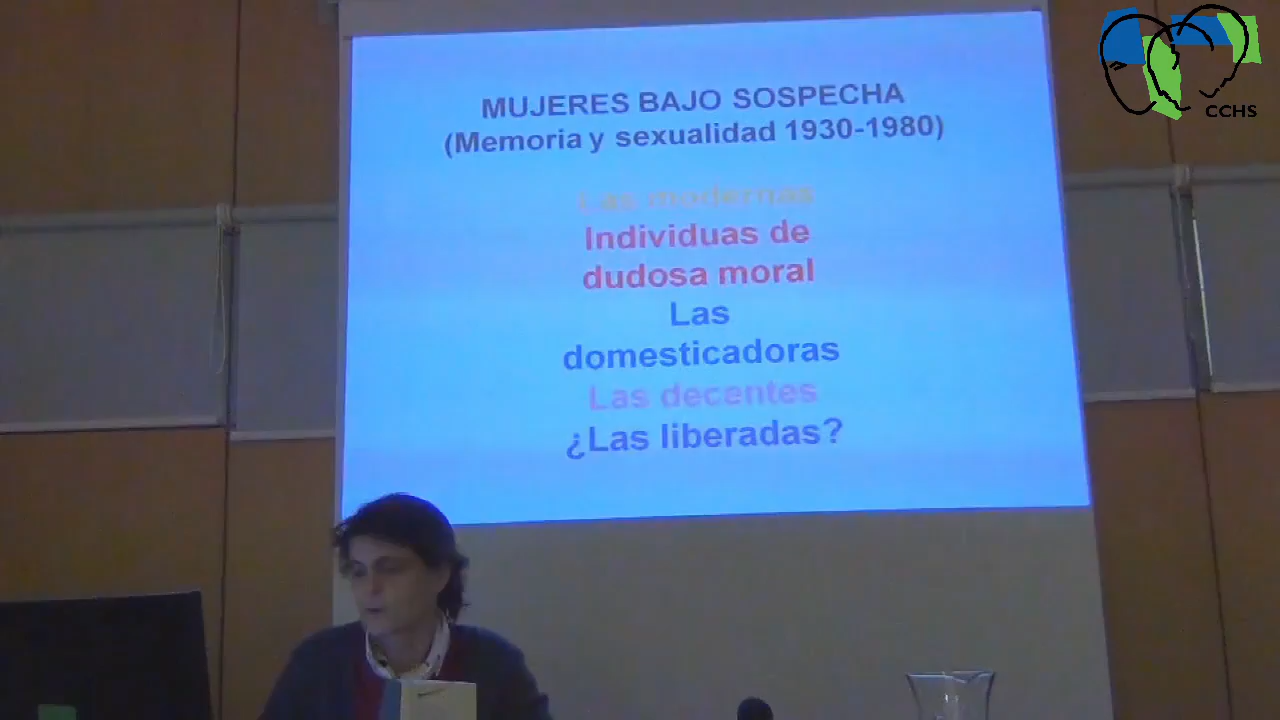 MUJERES BAJO SOSPECHA
(Memoria y sexualidad 1930-1980)
Las modernas
Individuas de
dudosa moral
Las
domesticadoras
Las decentes
¿Las liberadas?
CCHS